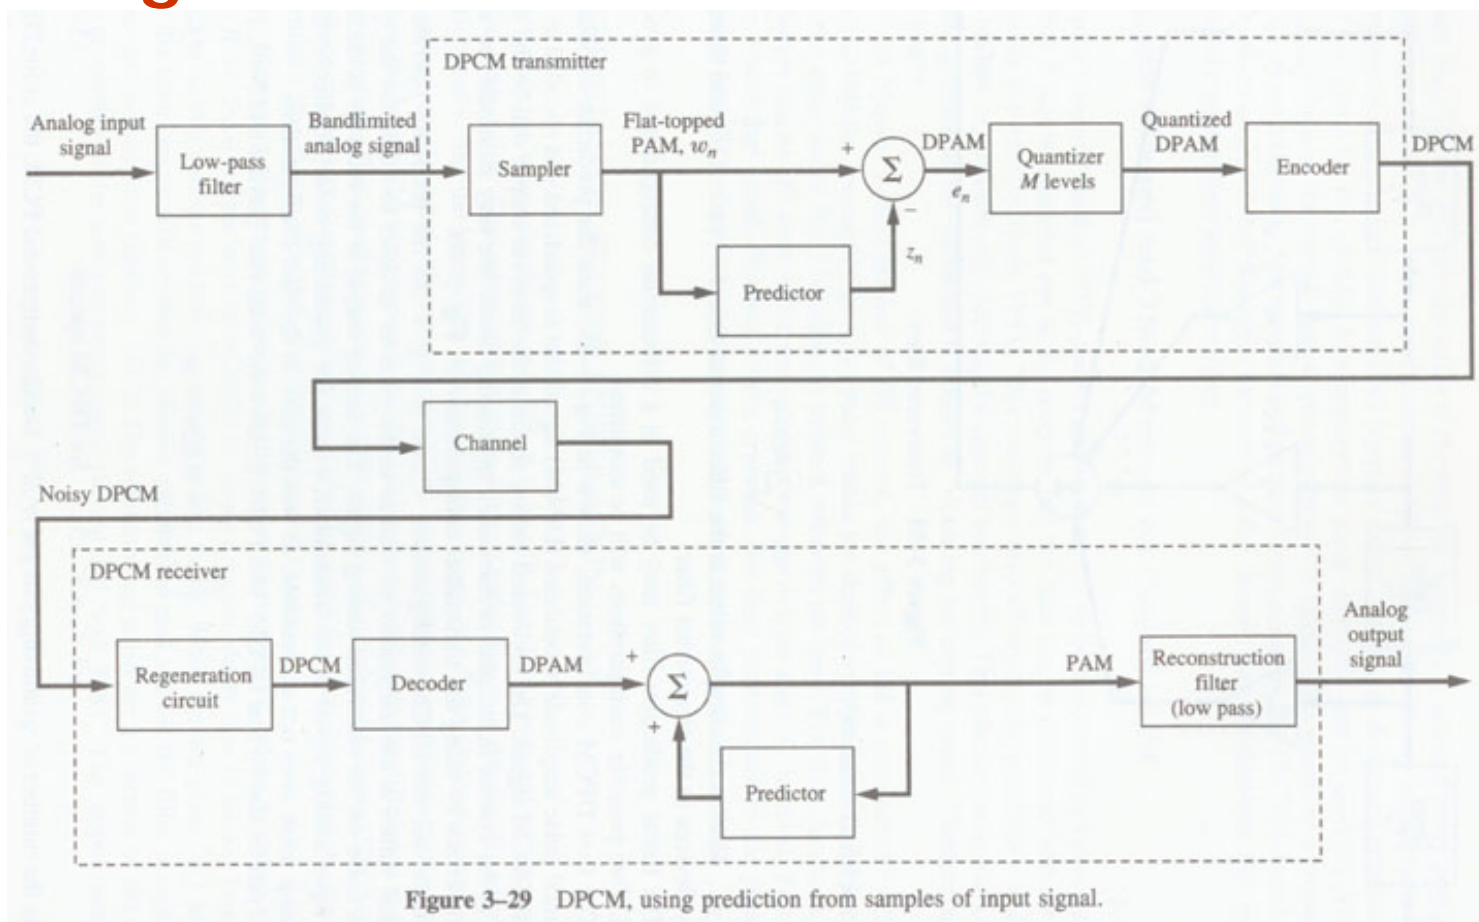 DPCM transmitter
Analog input
signal
Low-pass
filter
Bandlimited
analog signal
Sampler
Flat-topped
PAM, wₙ
+
Σ
−
zₙ
Predictor
DPAM
eₙ
Quantizer
M levels
Quantized
DPAM
Encoder
DPCM
Channel
Noisy DPCM
DPCM receiver
Regeneration
circuit
DPCM
Decoder
DPAM
+
Σ
+
Predictor
PAM
Reconstruction
filter
(low pass)
Analog
output
signal
Figure 3–29 DPCM, using prediction from samples of input signal.